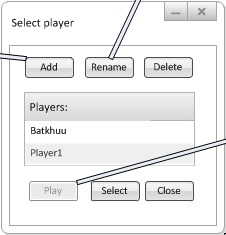 Select player
Add Rename Delete
Players:
Batkhuu
Player1
Play Select Close